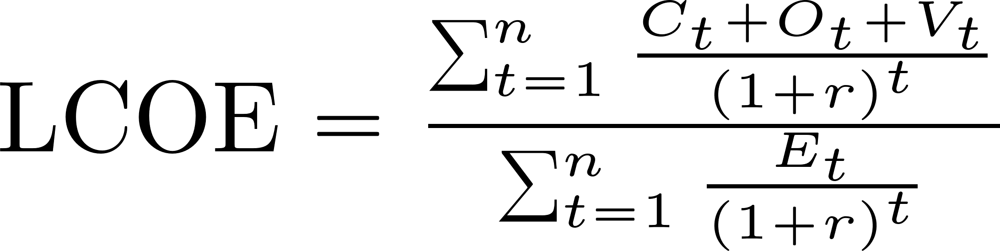 LCOE = \frac{\sum_{t=1}^{n} \frac{C_t + O_t + V_t}{(1+r)^t}}{\sum_{t=1}^{n} \frac{E_t}{(1+r)^t}}